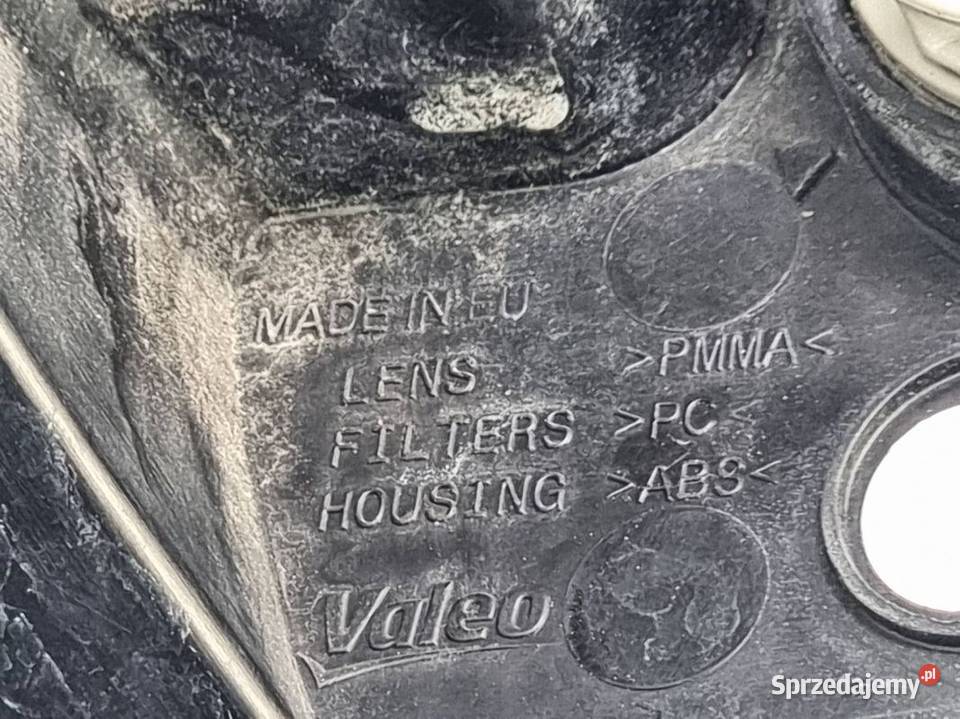 MADE IN EU
LENS >PMMA<
FILTERS >PC<
HOUSING >ABS<
Valeo
Sprzedajemy.pl